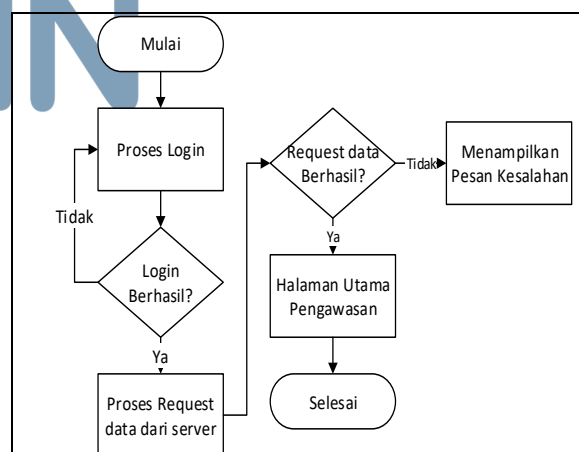 Mulai
Proses Login
Tidak
Login
Berhasil?
Ya
Proses Request
data dari server
Request data
Berhasil?
Tidak
Menampilkan
Pesan Kesalahan
Ya
Halaman Utama
Pengawasan
Selesai